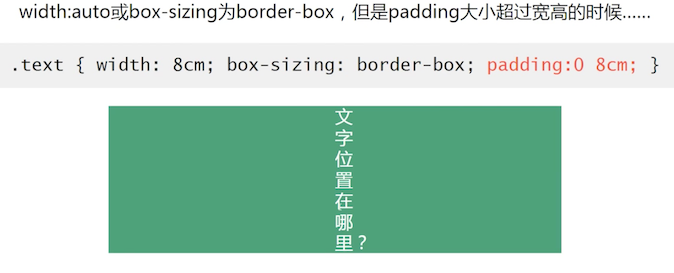 width:auto或box-sizing为border-box，但是padding大小超过宽高的时候……
.text { width: 8cm; box-sizing: border-box; padding:0 8cm; }
文
字
位
置
在
哪
里？